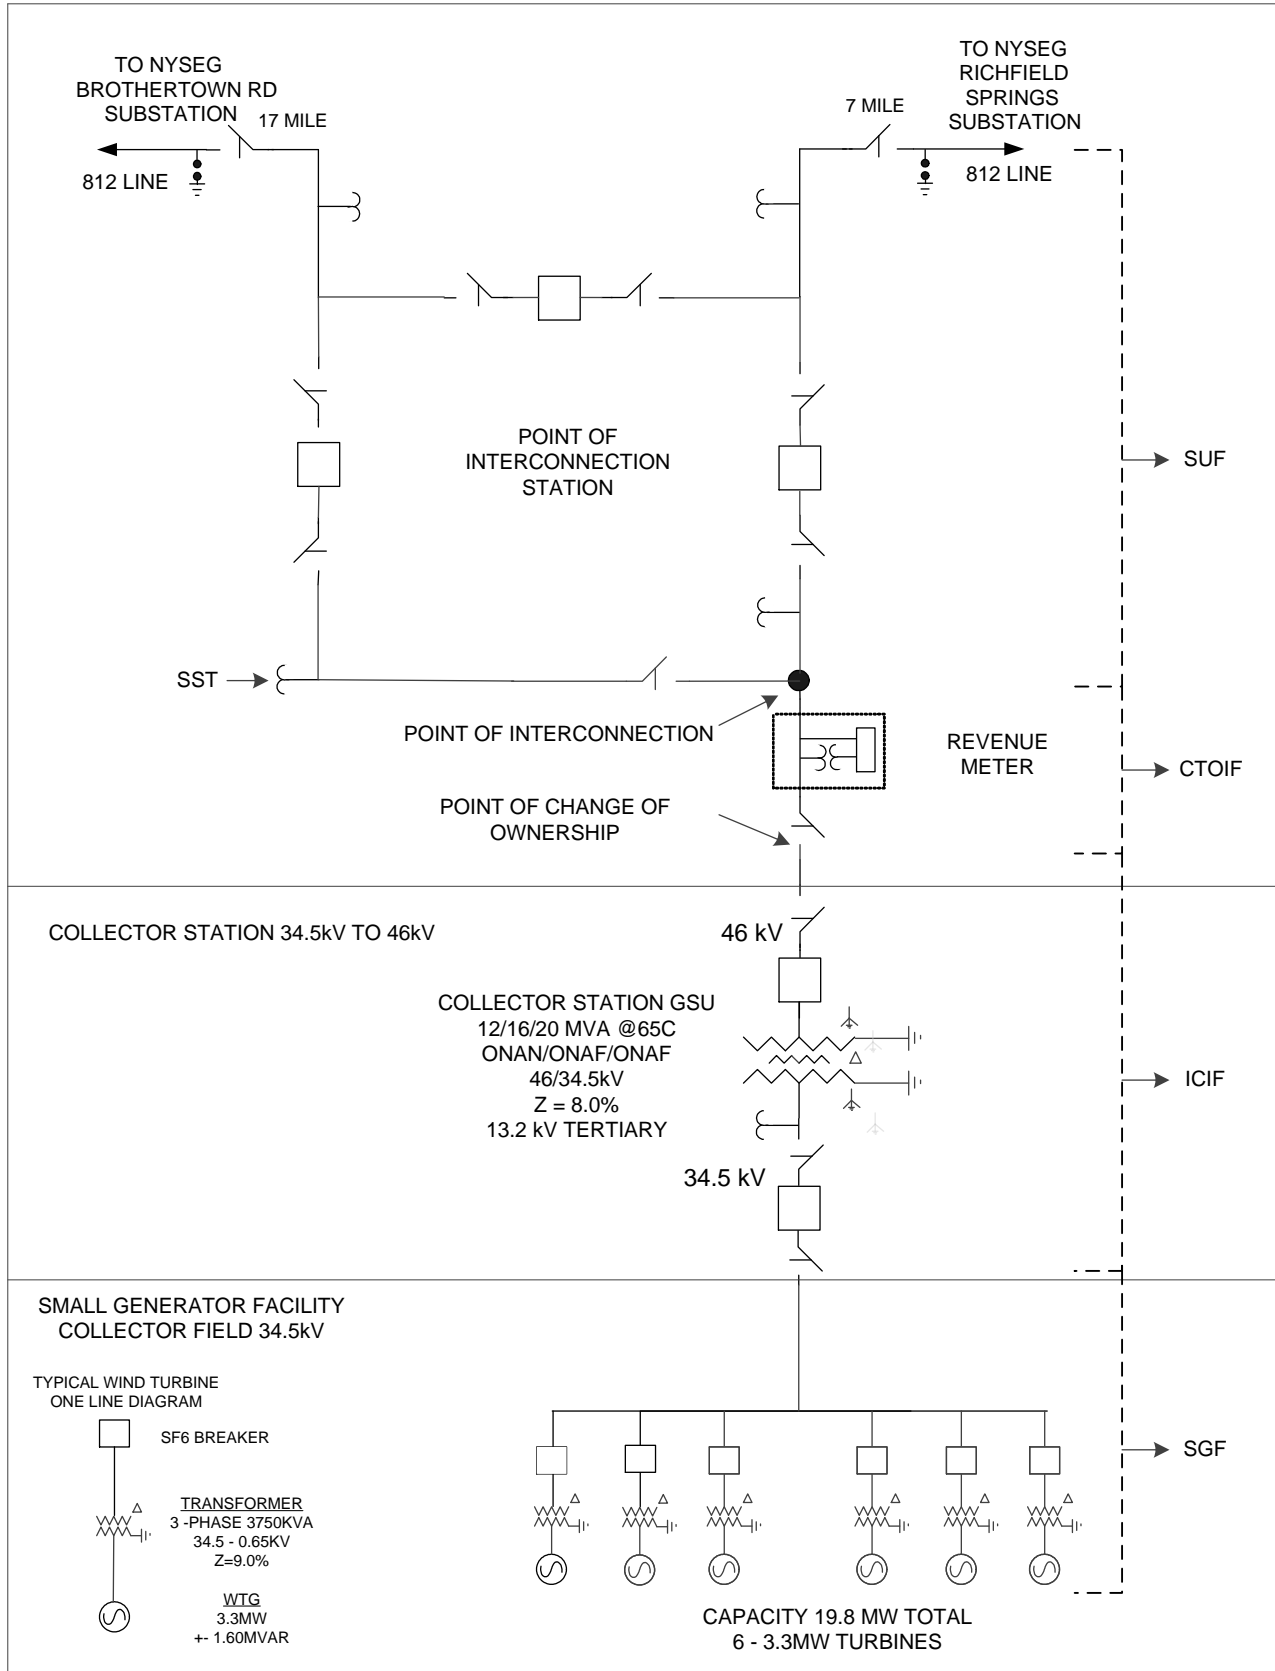 TO NYSEG
BROTHERTOWN RD
SUBSTATION
17 MILE
812 LINE
TO NYSEG
RICHFIELD
SPRINGS
SUBSTATION
7 MILE
812 LINE
POINT OF
INTERCONNECTION
STATION
SUF
SST
POINT OF INTERCONNECTION
REVENUE
METER
CTOIF
POINT OF CHANGE OF
OWNERSHIP
COLLECTOR STATION 34.5kV TO 46kV
46 kV
COLLECTOR STATION GSU
12/16/20 MVA @65C
ONAN/ONAF/ONAF
46/34.5kV
Z = 8.0%
13.2 kV TERTIARY
ICIF
34.5 kV
SMALL GENERATOR FACILITY
COLLECTOR FIELD 34.5kV
TYPICAL WIND TURBINE
ONE LINE DIAGRAM
SF6 BREAKER
TRANSFORMER
3 -PHASE 3750KVA
34.5 - 0.65KV
Z=9.0%
WTG
3.3MW
+- 1.60MVAR
SGF
CAPACITY 19.8 MW TOTAL
6 - 3.3MW TURBINES